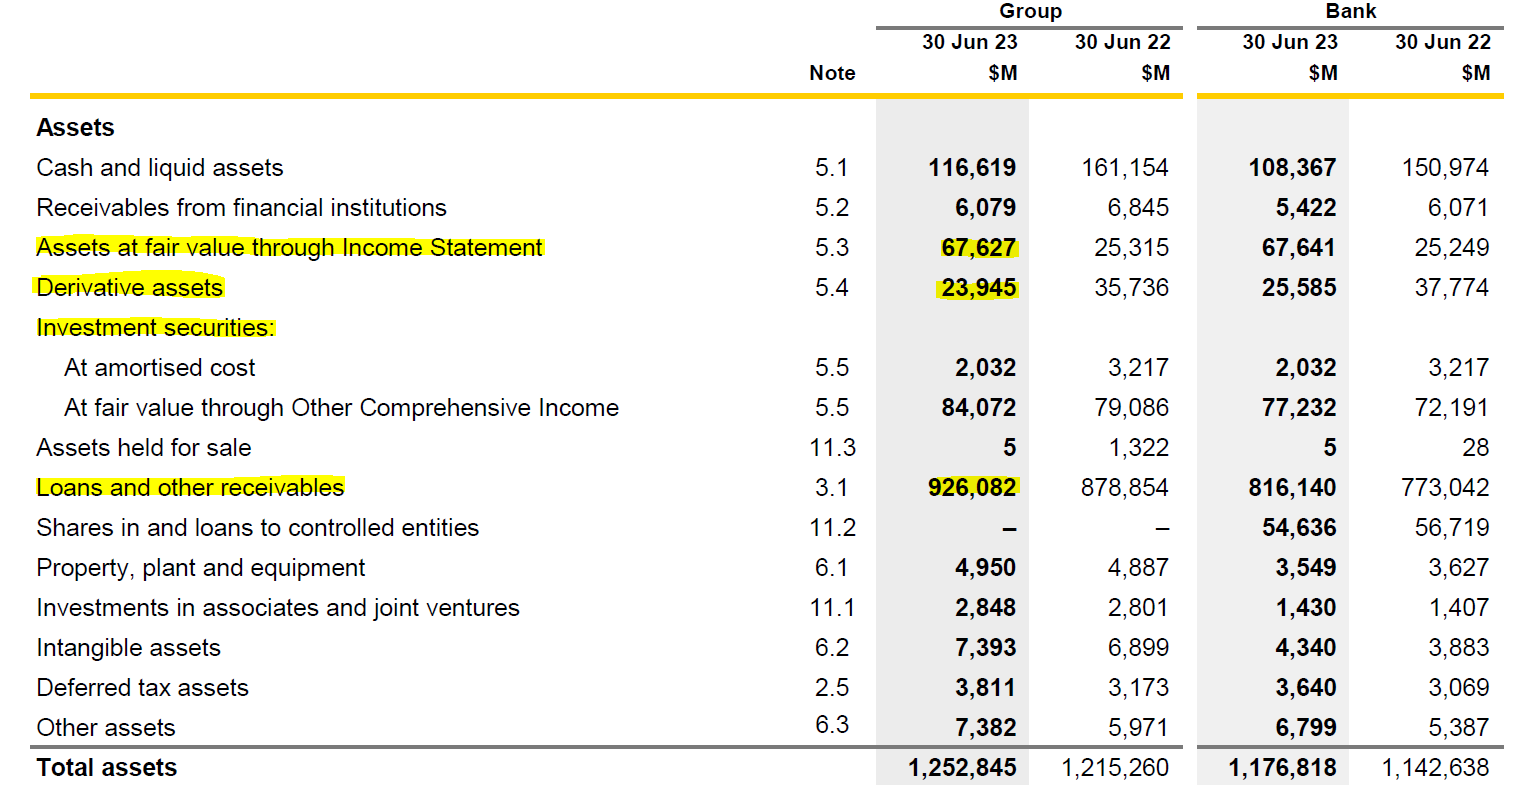 Group Bank
30 Jun 23 30 Jun 22 30 Jun 23 30 Jun 22
Note $M $M $M $M
Assets
Cash and liquid assets 5.1 116,619 161,154 108,367 150,974
Receivables from financial institutions 5.2 6,079 6,845 5,422 6,071
Assets at fair value through Income Statement 5.3 67,627 25,315 67,641 25,249
Derivative assets 5.4 23,945 35,736 25,585 37,774
Investment securities:
At amortised cost 5.5 2,032 3,217 2,032 3,217
At fair value through Other Comprehensive Income 5.5 84,072 79,086 77,232 72,191
Assets held for sale 11.3 5 1,322 5 28
Loans and other receivables 3.1 926,082 878,854 816,140 773,042
Shares in and loans to controlled entities 11.2 – – 54,636 56,719
Property, plant and equipment 6.1 4,950 4,887 3,549 3,627
Investments in associates and joint ventures 11.1 2,848 2,801 1,430 1,407
Intangible assets 6.2 7,393 6,899 4,340 3,883
Deferred tax assets 2.5 3,811 3,173 3,640 3,069
Other assets 6.3 7,382 5,971 6,799 5,387
Total assets 1,252,845 1,215,260 1,176,818 1,142,638